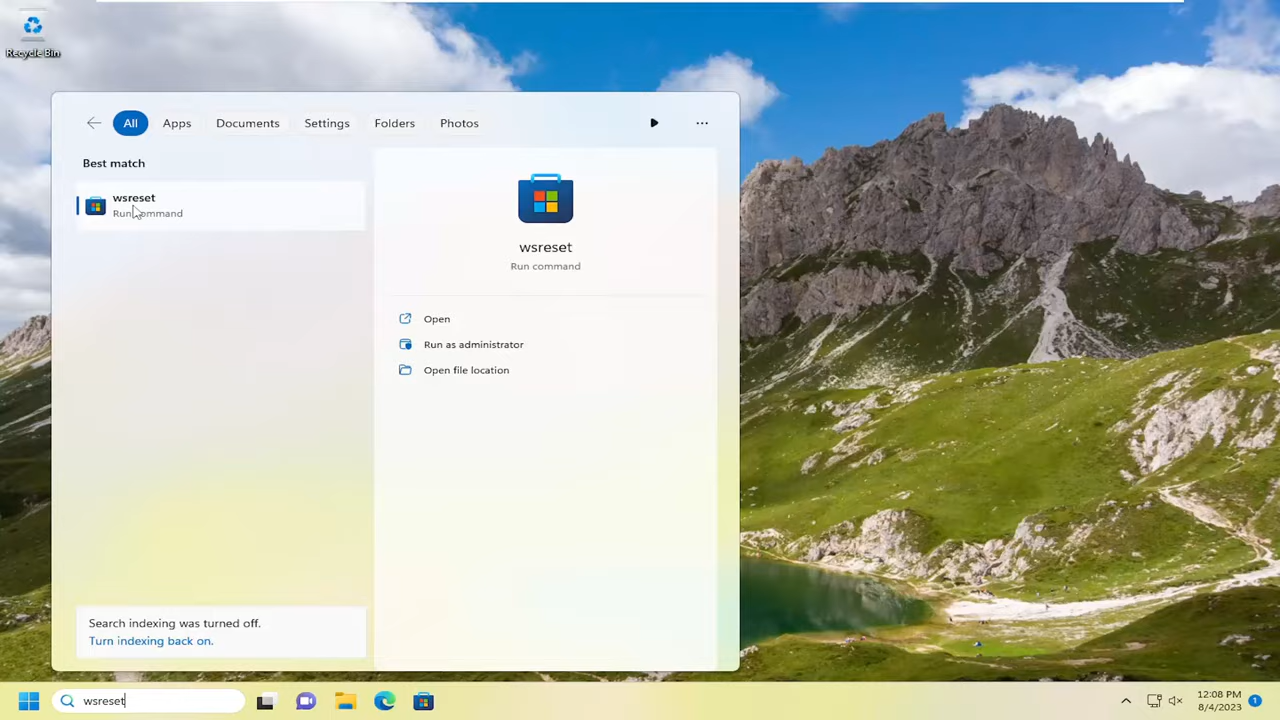 Recycle Bin
All
Apps
Documents
Settings
Folders
Photos
Best match
wsreset
Run command
wsreset
Run command
Open
Run as administrator
Open file location
Search indexing was turned off.
Turn indexing back on.
wsreset
12:08 PM
8/4/2023
1